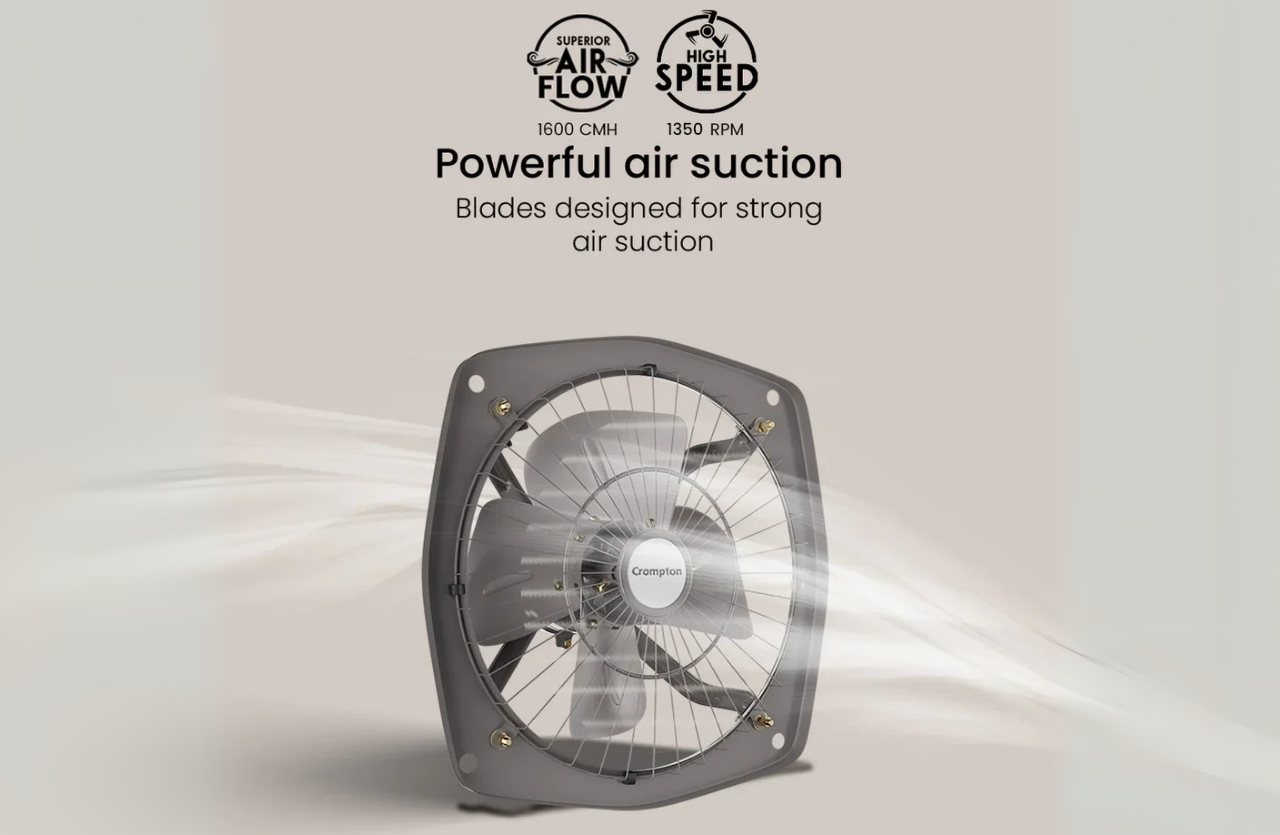 SUPERIOR
AIR
FLOW
HIGH
SPEED
1600 CMH
1350 RPM
Powerful air suction
Blades designed for strong
air suction
Crompton